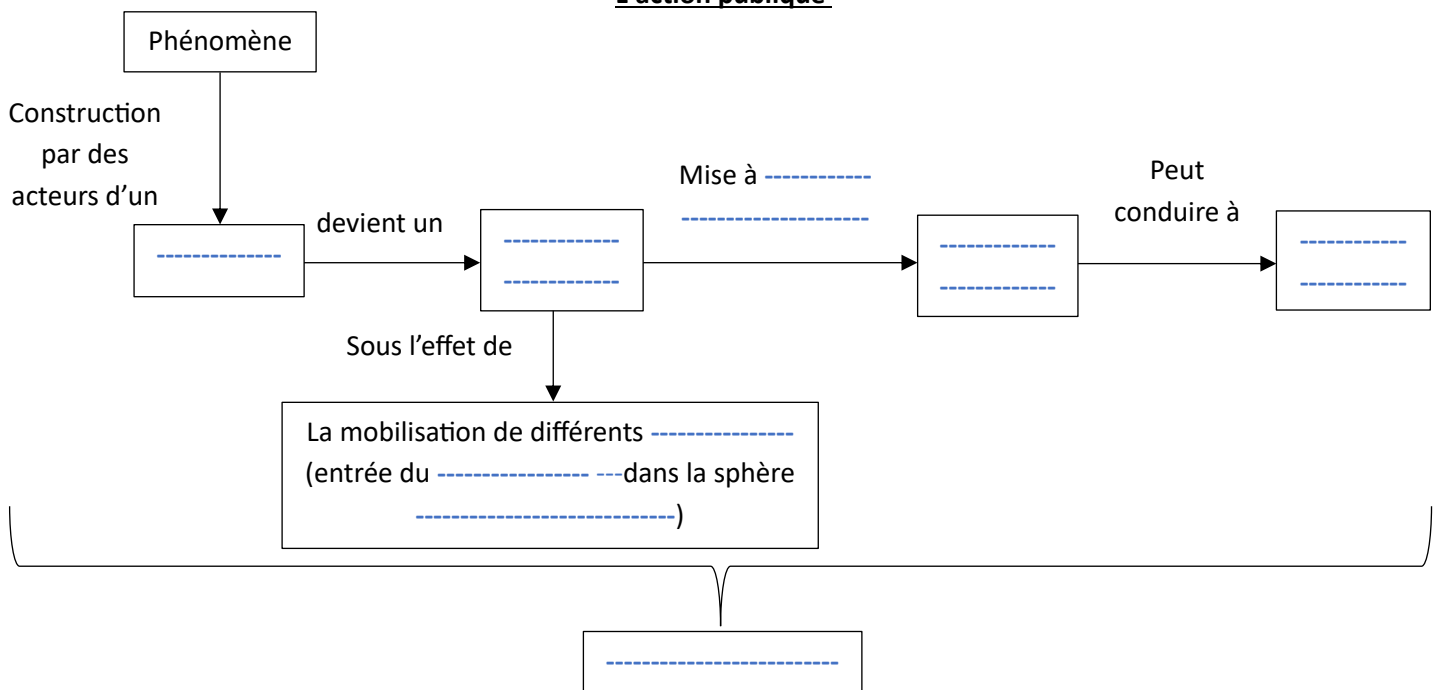 L'action publique
Phénomène
Construction
par des
acteurs d'un
--------------
devient un
-------------
-------------
Mise à ------------
---------------------
-------------
-------------
Peut
conduire à
-----------
-----------
Sous l'effet de
La mobilisation de différents ----------------
(entrée du ----------------- ---dans la sphère
-----------------------------)
--------------------------